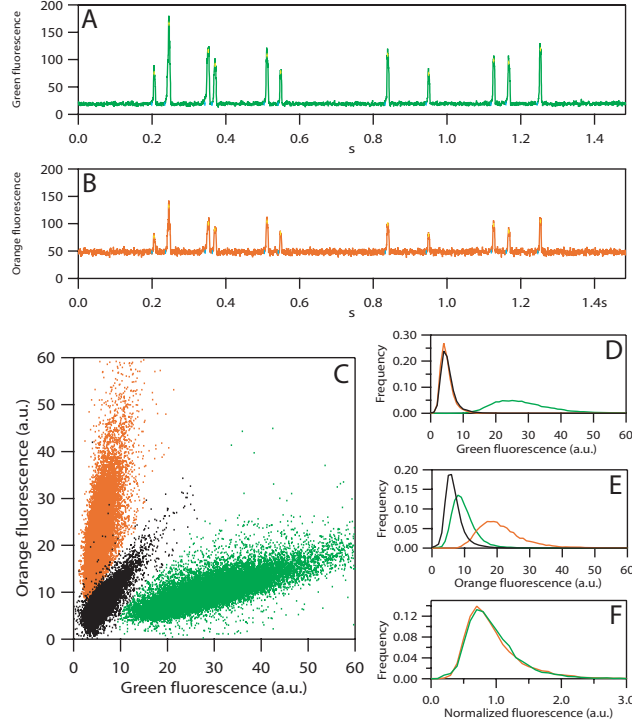 A
Green fluorescence
200
150
100
50
0
0.0 0.2 0.4 0.6 0.8 1.0 1.2 1.4
s
B
Orange fluorescence
200
150
100
50
0
0.0 0.2 0.4 0.6 0.8 1.0 1.2 1.4s
s
C
Orange fluorescence (a.u.)
60
50
40
30
20
10
0
0 10 20 30 40 50 60
Green fluorescence (a.u.)
D
Frequency
0.30
0.20
0.10
0.00
0 10 20 30 40 50 60
Green fluorescence (a.u.)
E
Frequency
0.20
0.15
0.10
0.05
0.00
0 10 20 30 40 50 60
Orange fluorescence (a.u.)
F
Frequency
0.12
0.08
0.04
0.00
0.0 1.0 2.0 3.0
Normalized fluorescence (a.u.)